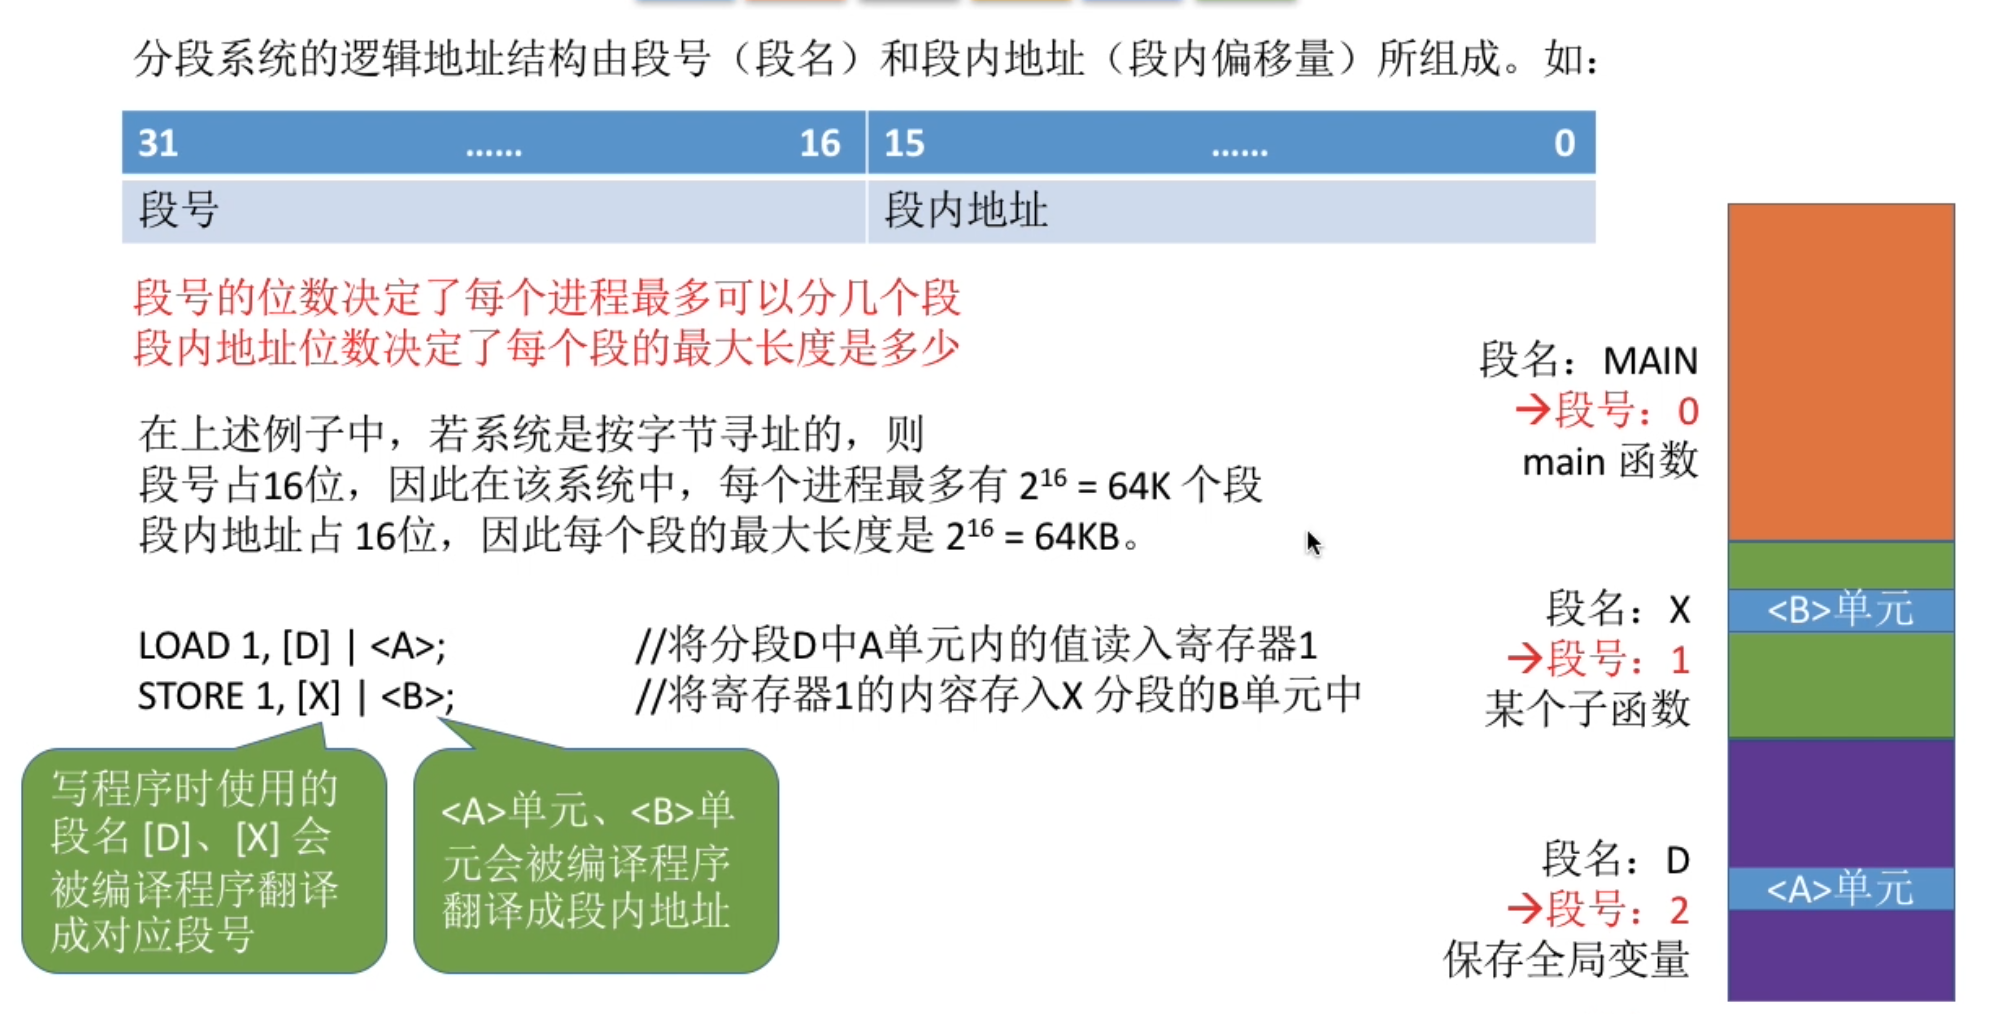 分段系统的逻辑地址结构由段号（段名）和段内地址（段内偏移量）所组成。如：
31 …… 16 15 …… 0
段号 段内地址
段号的位数决定了每个进程最多可以分几个段
段内地址位数决定了每个段的最大长度是多少
在上述例子中，若系统是按字节寻址的，则
段号占16位，因此在该系统中，每个进程最多有 2¹⁶ = 64K 个段
段内地址占 16位，因此每个段的最大长度是 2¹⁶ = 64KB。
LOAD 1, [D] | <A>; //将分段D中A单元内的值读入寄存器1
STORE 1, [X] | <B>; //将寄存器1的内容存入X 分段的B单元中
写程序时使用的
段名 [D]、[X] 会
被编译程序翻译
成对应段号
<A>单元、<B>单
元会被编译程序
翻译成段内地址
段名：MAIN
→段号：0
main 函数
段名：X
→段号：1
某个子函数
段名：D
→段号：2
保存全局变量
<B>单元
<A>单元